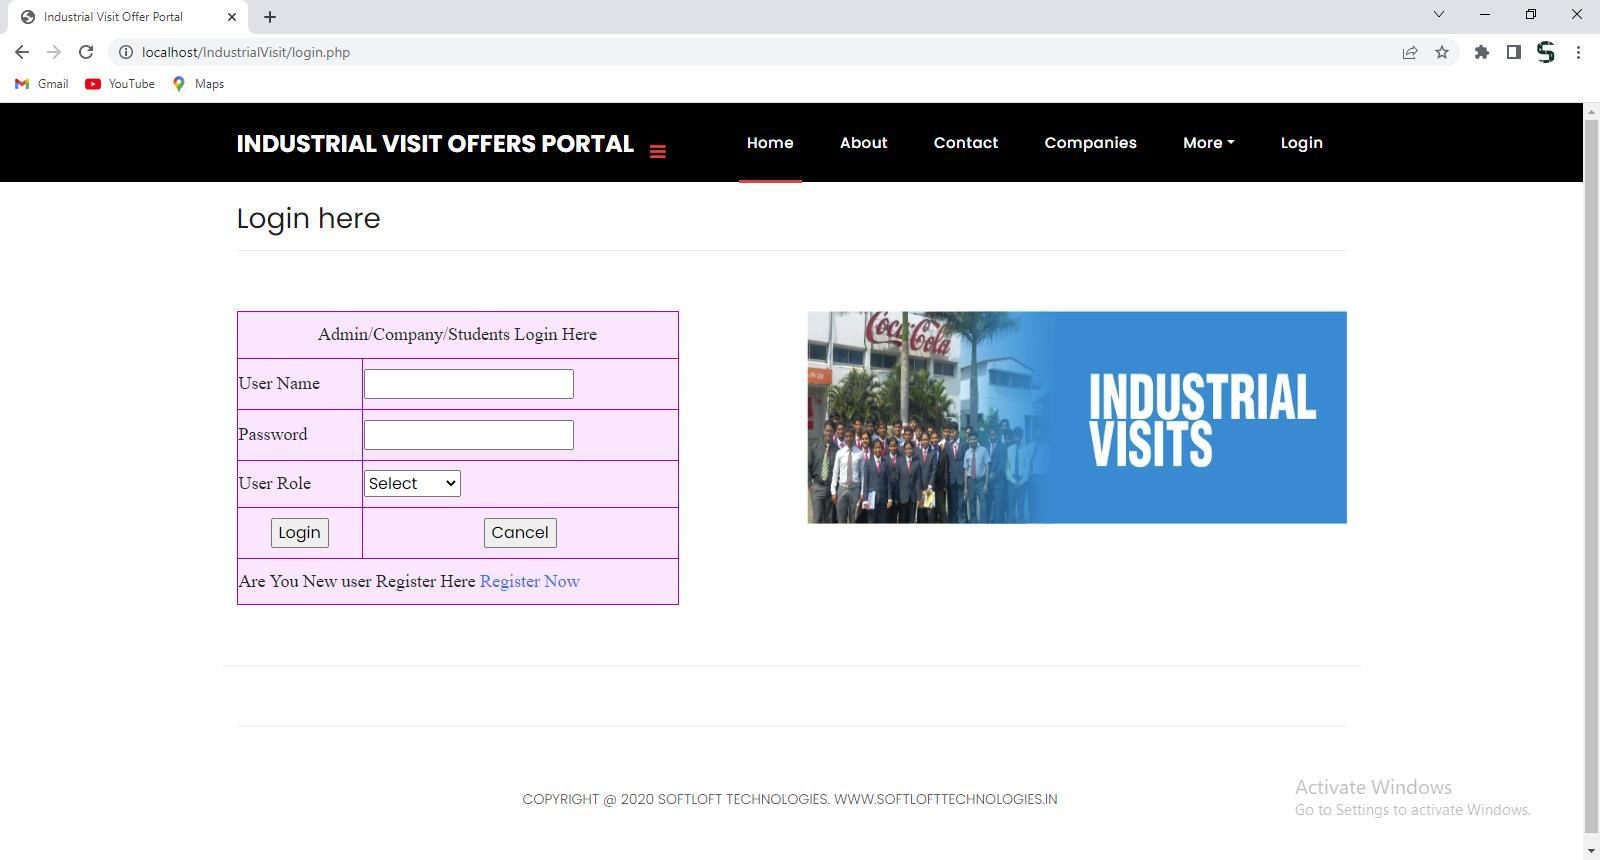 Industrial Visit Offer Portal
localhost/IndustrialVisit/login.php
Gmail YouTube Maps
INDUSTRIAL VISIT OFFERS PORTAL Home About Contact Companies More Login
Login here
Admin/Company/Students Login Here
User Name
Password
User Role Select
Login Cancel
Are You New user Register Here Register Now
Coca-Cola
INDUSTRIAL
VISITS
COPYRIGHT @ 2020 SOFTLOFT TECHNOLOGIES. WWW.SOFTLOFTTECHNOLOGIES.IN
Activate Windows
Go to Settings to activate Windows.